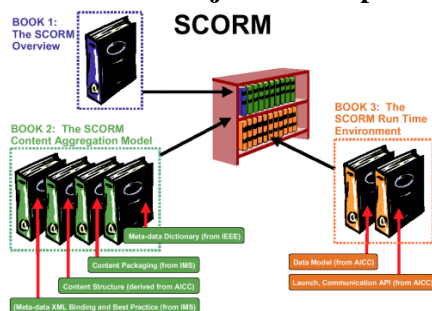 SCORM
BOOK 1:
The SCORM
Overview
BOOK 2: The SCORM
Content Aggregation Model
BOOK 3: The
SCORM Run Time
Environment
Meta-data Dictionary (from IEEE)
Content Packaging (from IMS)
Content Structure (derived from AICC)
(Meta-data XML Binding and Best Practice (from IMS)
Data Model (from AICC)
Launch, Communication API (from AICC)